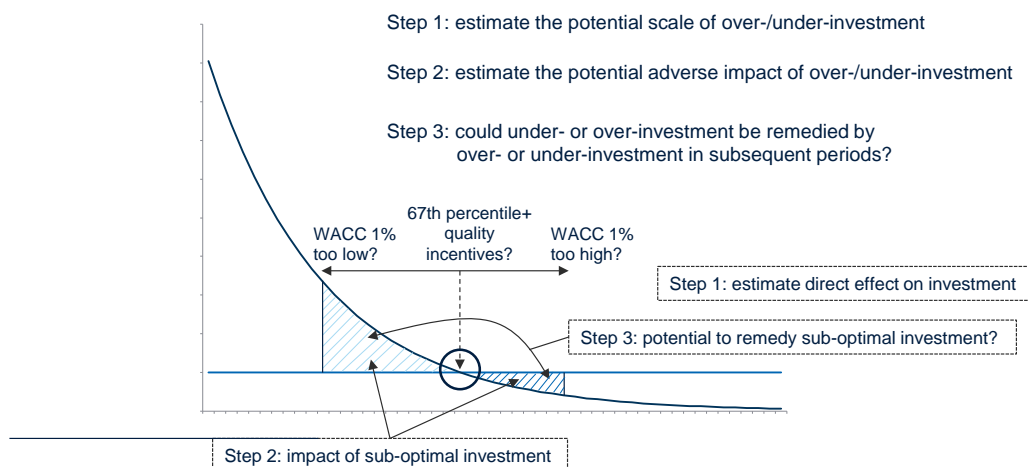 Step 1: estimate the potential scale of over-/under-investment
Step 2: estimate the potential adverse impact of over-/under-investment
Step 3: could under- or over-investment be remedied by
over- or under-investment in subsequent periods?
67th percentile+
quality
incentives?
WACC 1%
too low?
WACC 1%
too high?
Step 1: estimate direct effect on investment
Step 3: potential to remedy sub-optimal investment?
Step 2: impact of sub-optimal investment